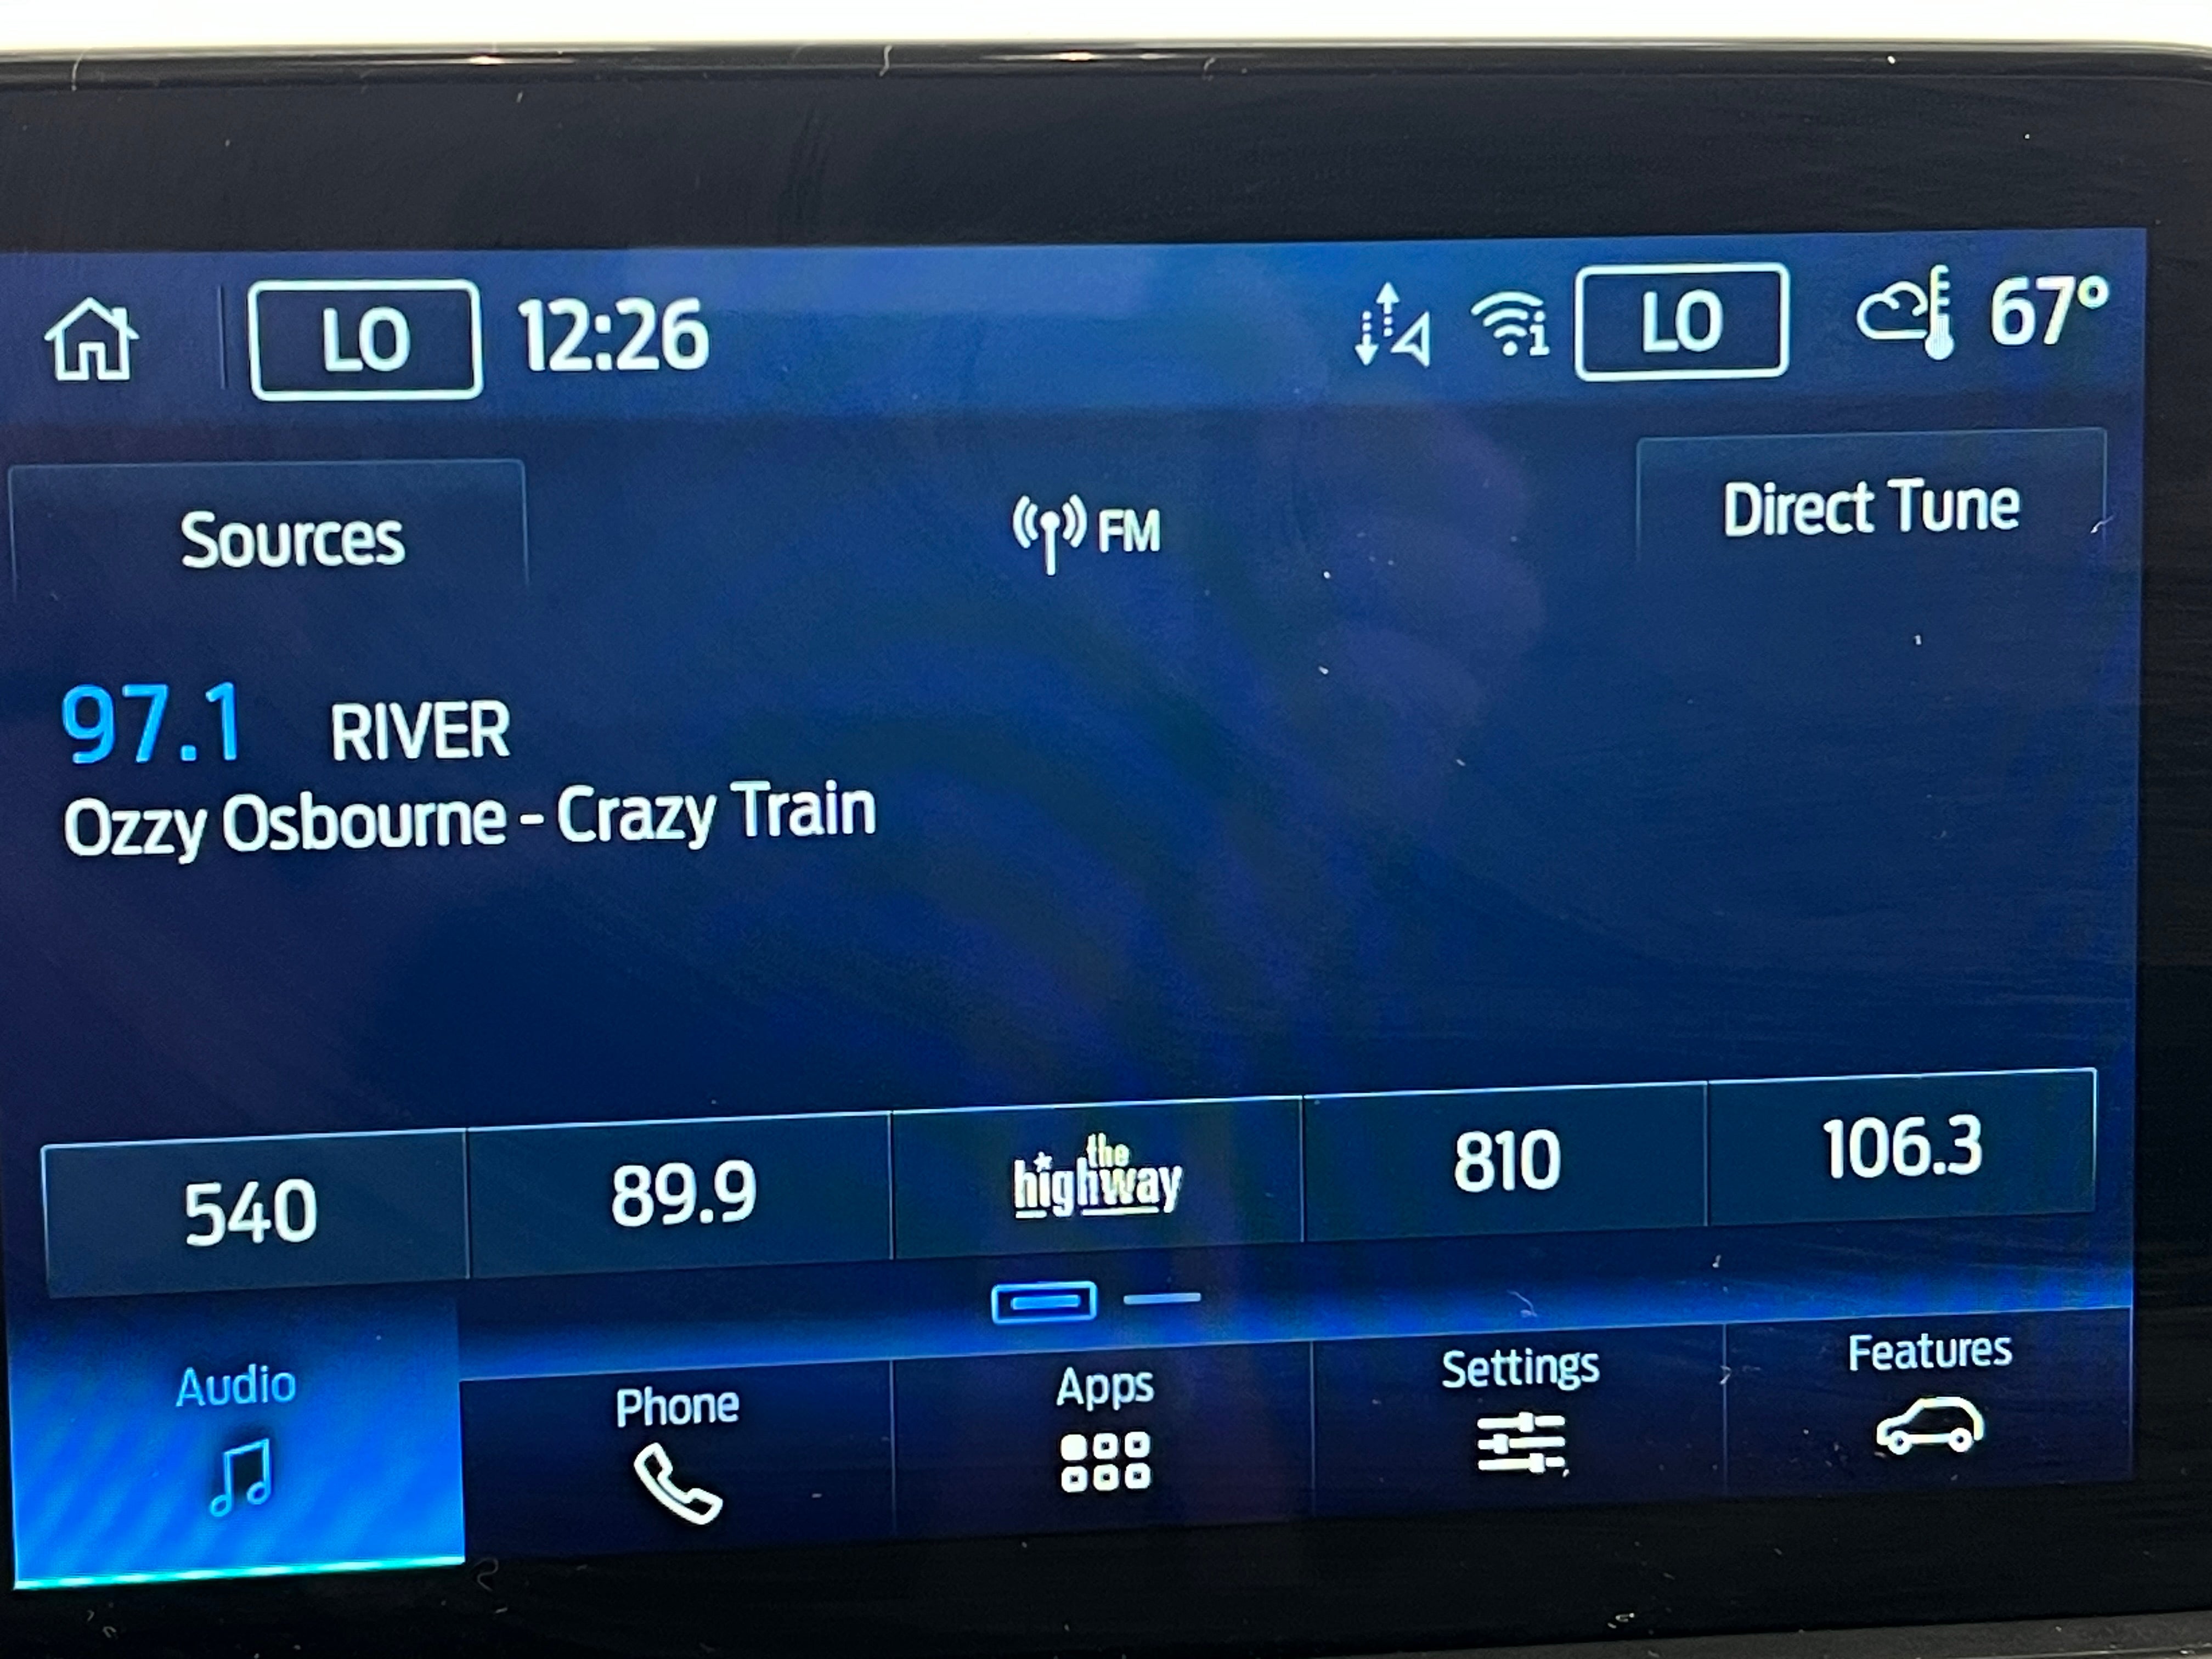 LO 12:26 LO 67°
Sources FM Direct Tune
97.1 RIVER
Ozzy Osbourne - Crazy Train
540 89.9 the highway 810 106.3
Audio Phone Apps Settings Features